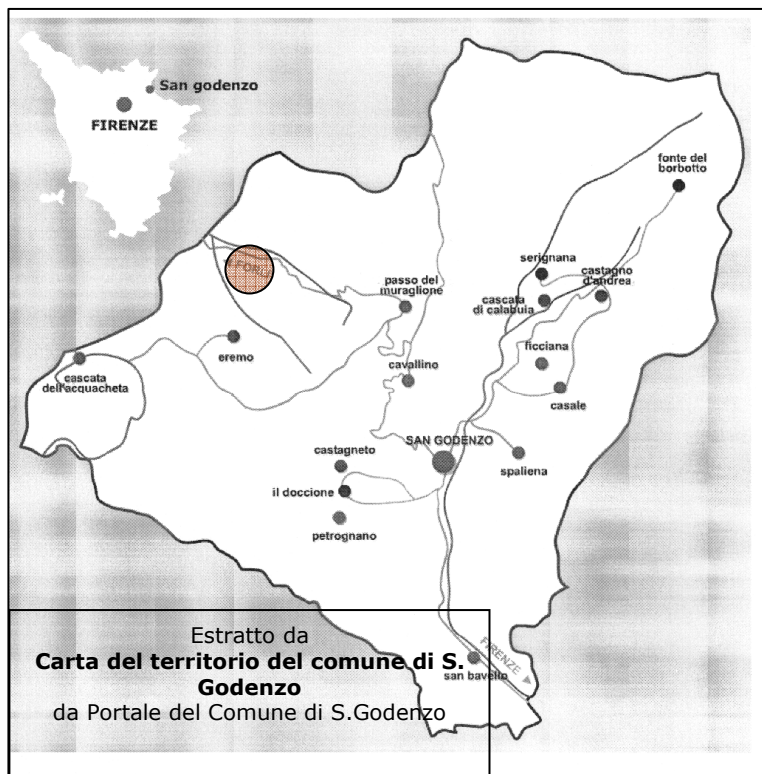 San godenzo
FIRENZE
fonte del
borbotto
serignana
castagno
d'andrea
passo del
muraglione
cascata
di calabuia
ficciana
eremo
cascata
dell'acquacheta
cavallino
casale
SAN GODENZO
castagneto
spaliena
il doccione
petrognano
FIRENZE
san bavello
Estratto da
Carta del territorio del comune di S.
Godenzo
da Portale del Comune di S.Godenzo